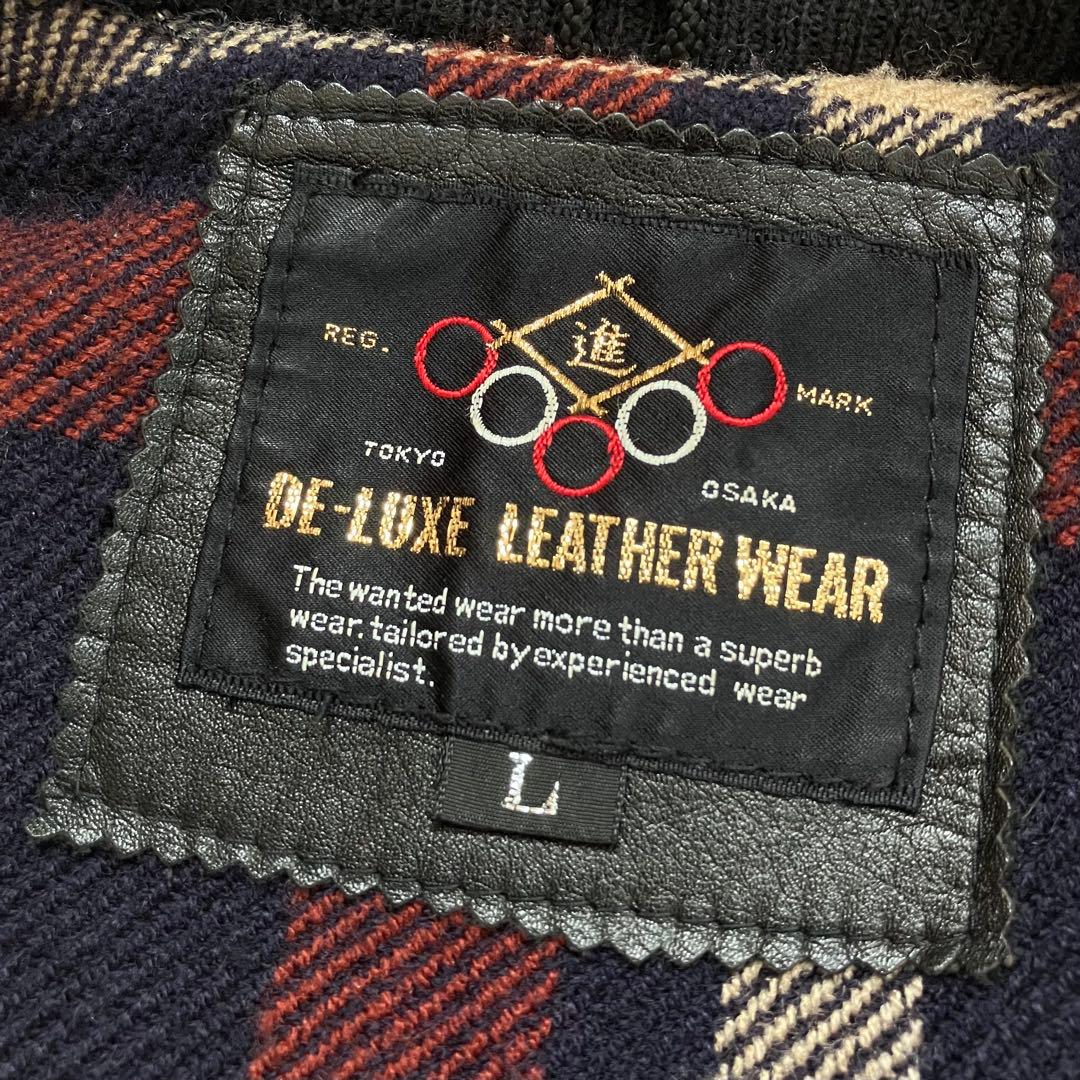 進
REG.
MARK
TOKYO
OSAKA
DE-LUXE LEATHER WEAR
The wanted wear more than a superb
wear.tailored by experienced wear
specialist.
L